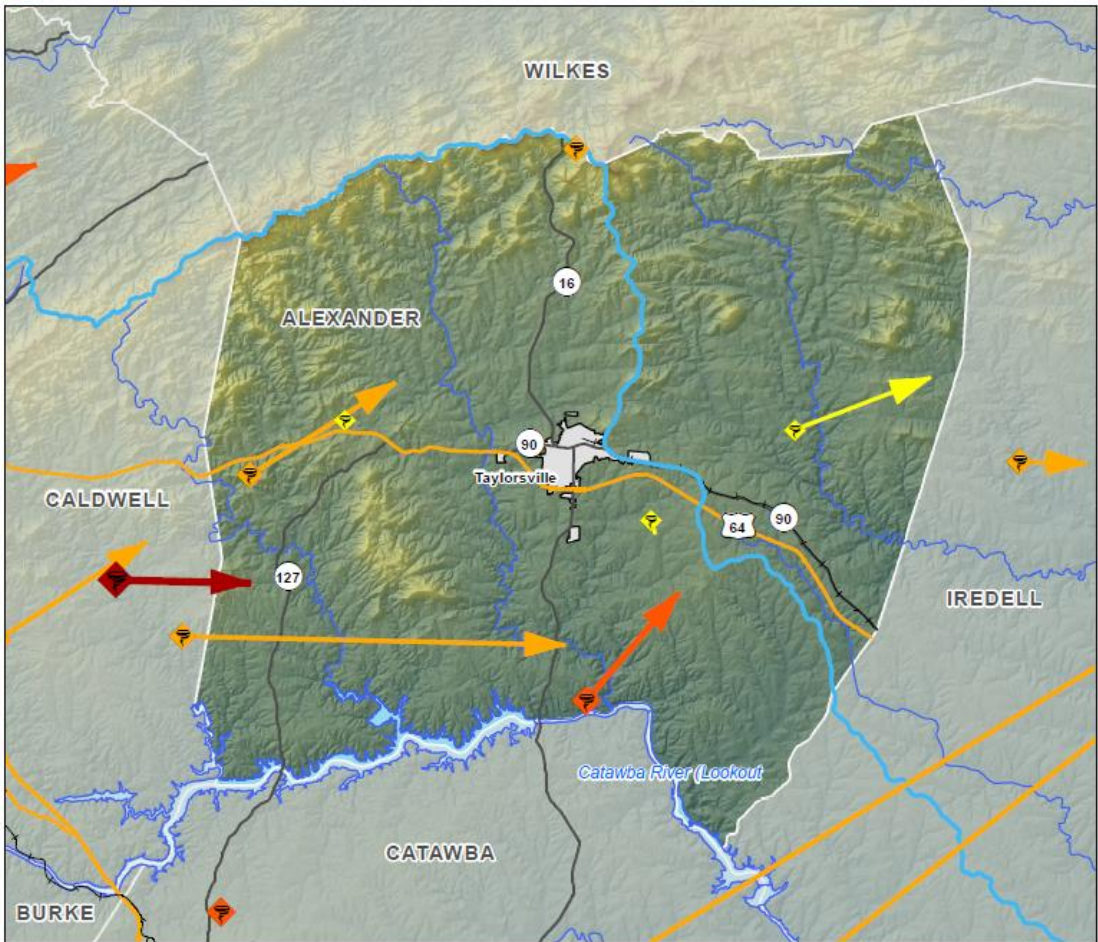 WILKES
16
ALEXANDER
90
Taylorsville
CALDWELL
64
90
127
IREDELL
Catawba River (Lookout
CATAWBA
BURKE